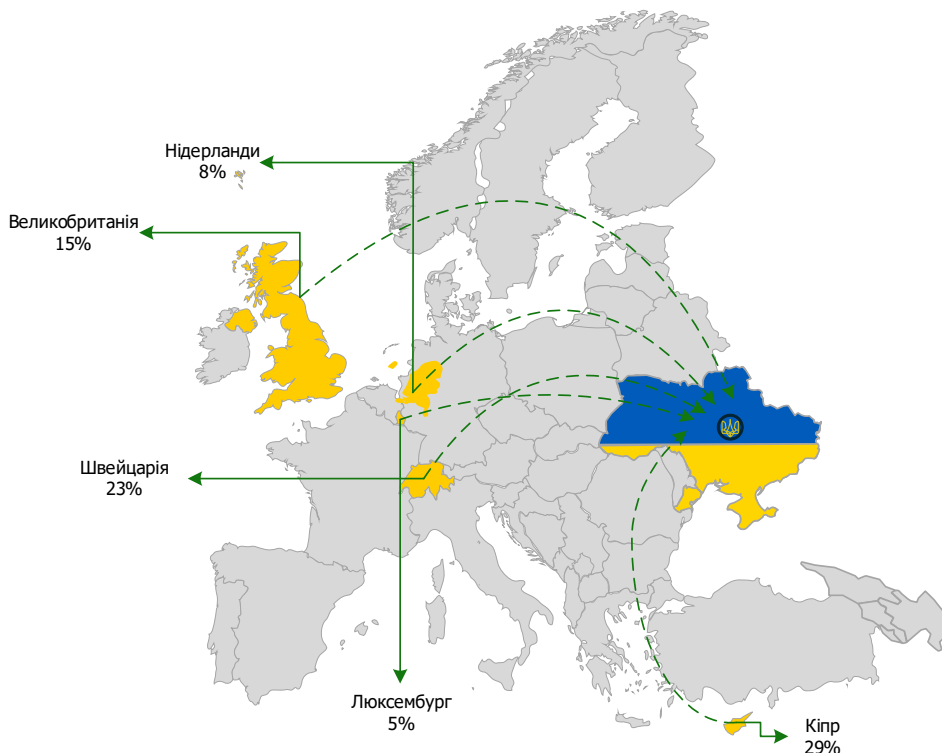 Нідерланди
8%
Великобританія
15%
Швейцарія
23%
Люксембург
5%
Кіпр
29%